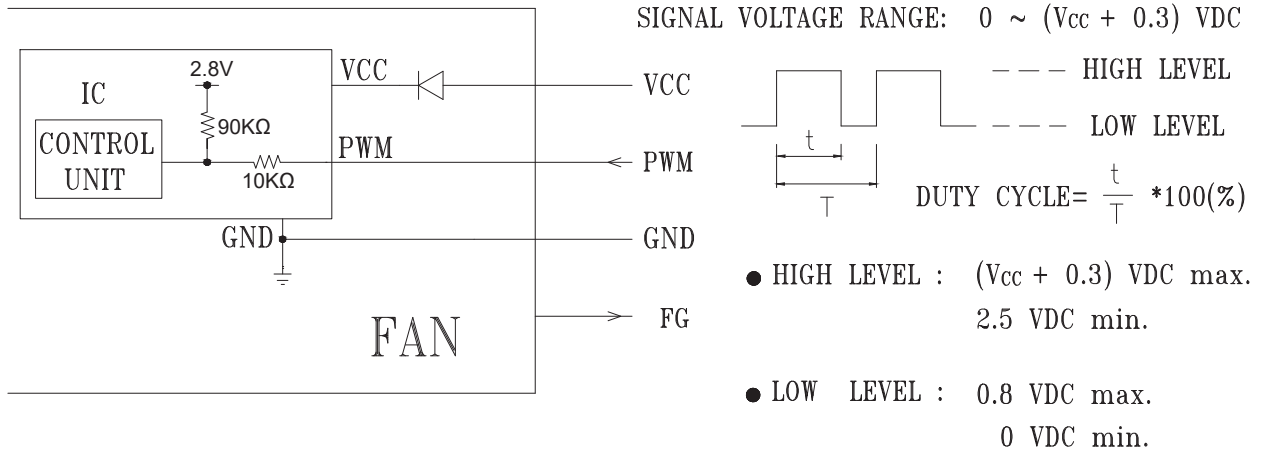 SIGNAL VOLTAGE RANGE: 0 ~ (Vcc + 0.3) VDC
IC
CONTROL
UNIT
2.8V
90KΩ
10KΩ
VCC
PWM
GND
VCC
PWM
GND
FG
FAN
HIGH LEVEL
LOW LEVEL
t
T
DUTY CYCLE= t/T *100(%)
● HIGH LEVEL : (Vcc + 0.3) VDC max.
2.5 VDC min.
● LOW LEVEL : 0.8 VDC max.
0 VDC min.